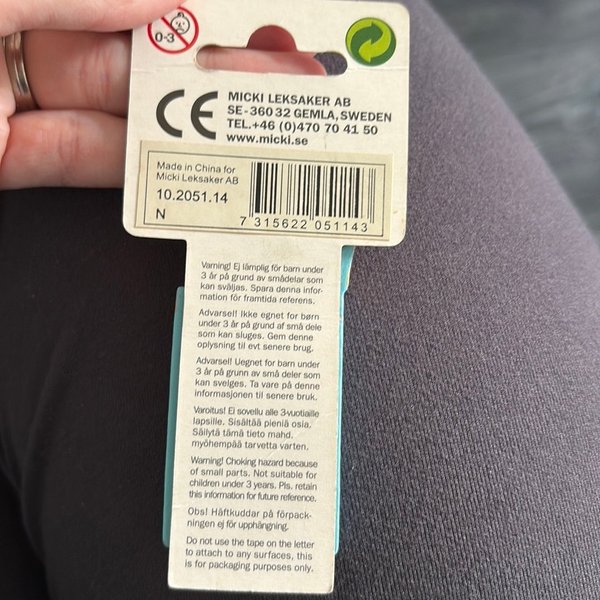 0-3
CE
MICKI LEKSAKER AB
SE-360 32 GEMLA, SWEDEN
TEL.+46 (0)470 70 41 50
www.micki.se
Made in China for
Micki Leksaker AB
10.2051.14
N
7 315622 051143
Varning! Ej lämplig för barn under
3 år på grund av smådelar som
kan sväljas. Spara denna infor-
mation för framtida referens.
Advarsel! Ikke egnet for børn
under 3 år på grund af små dele
som kan sluges. Gem denne
oplysning til evt senere brug.
Advarsel! Uegnet for barn under
3 år på grunn av små deler som
kan svelges. Ta vare på denne
informasjonen til senere bruk.
Varoitus! Ei sovellu alle 3-vuotiaille
lapsille. Sisältää pieniä osia.
Säilytä tämä tieto mahd.
myöhempää tarvetta varten.
Warning! Choking hazard because
of small parts. Not suitable for
children under 3 years. Pls. retain
this information for future reference.
Obs! Häftkuddar på förpack-
ningen ej för upphängning.
Do not use the tape on the letter
to attach to any surfaces, this
is for packaging purposes only.